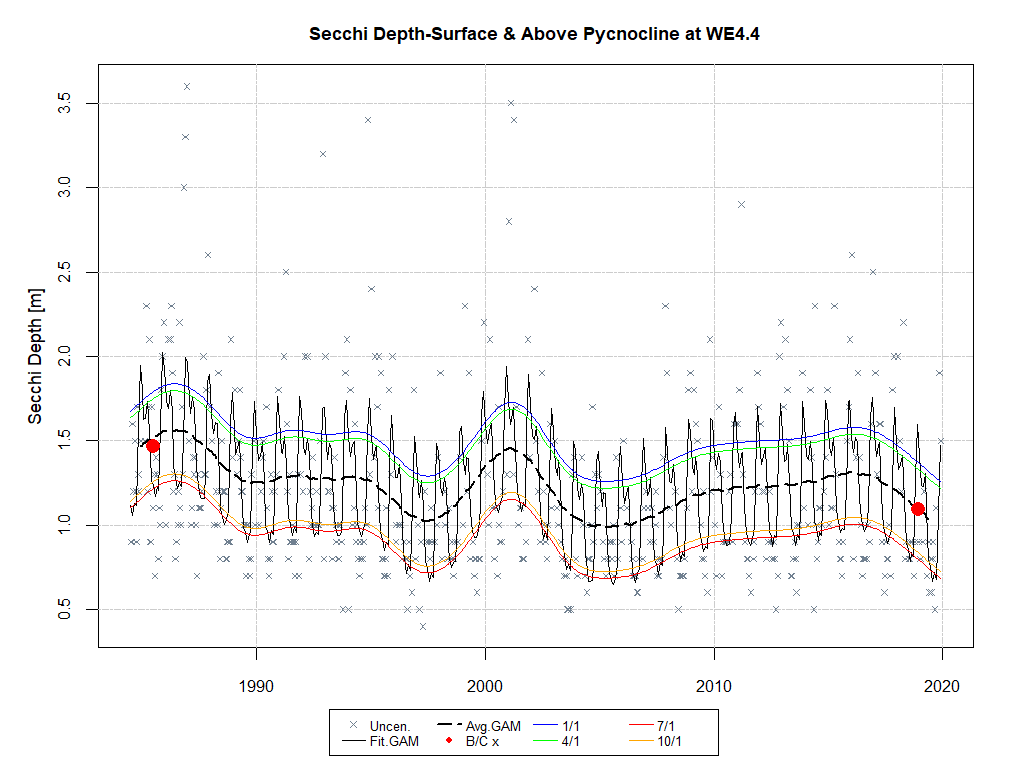 Secchi Depth-Surface & Above Pycnocline at WE4.4
Secchi Depth [m]
3.5
3.0
2.5
2.0
1.5
1.0
0.5
1990 2000 2010 2020
Uncen. Avg.GAM 1/1 7/1
Fit.GAM B/C x 4/1 10/1